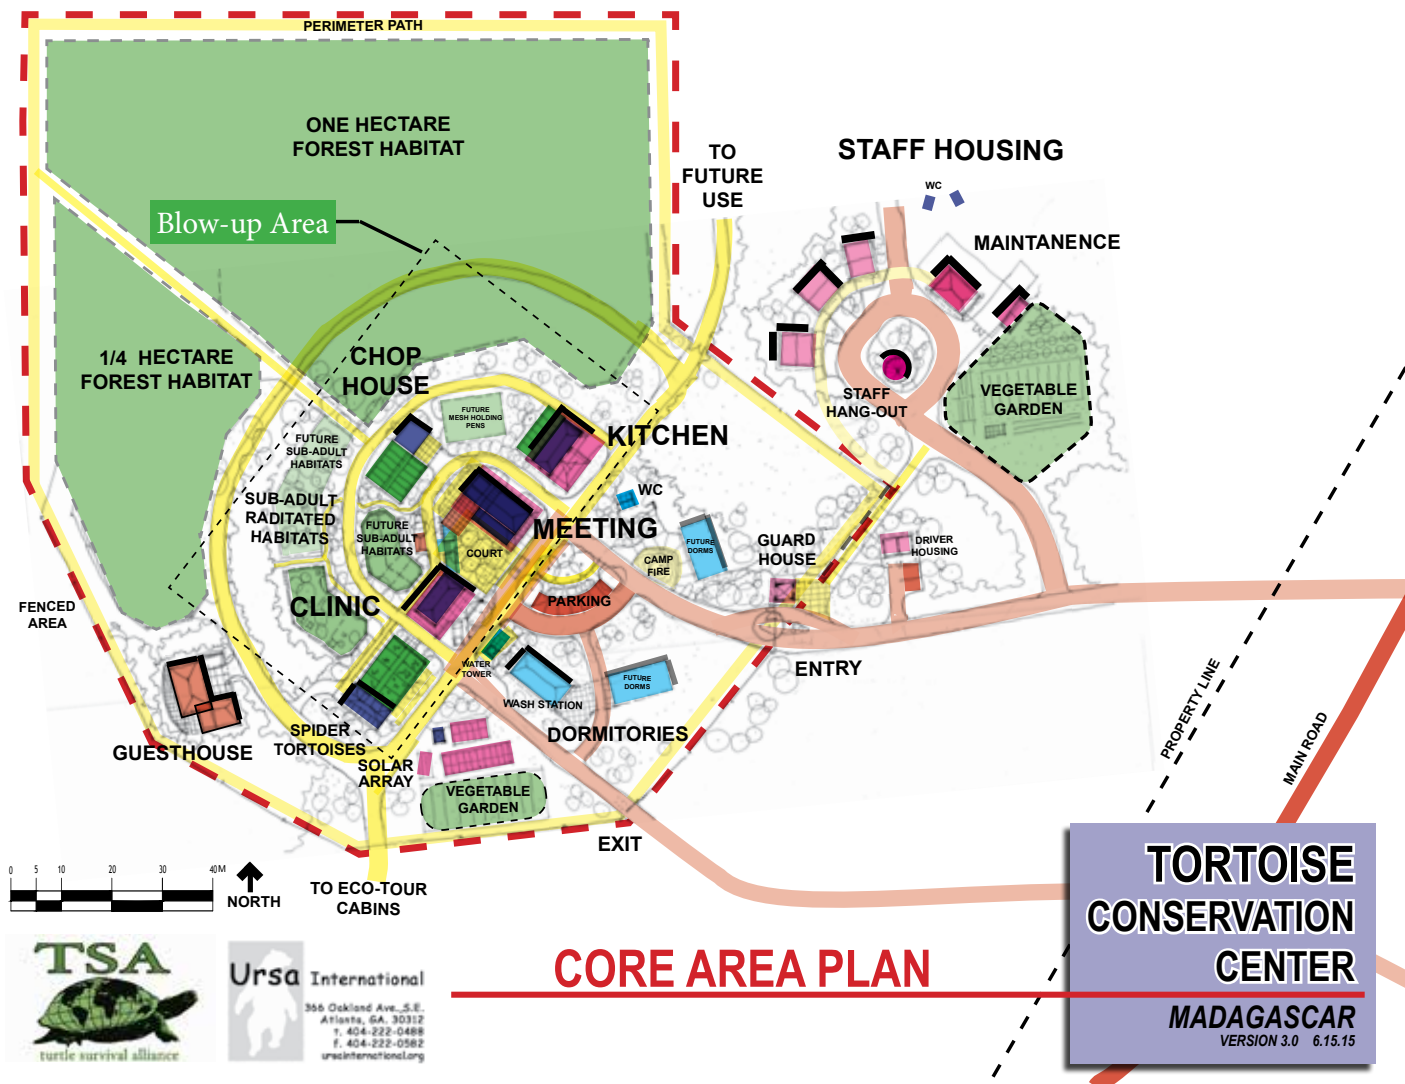 PERIMETER PATH
ONE HECTARE
FOREST HABITAT
TO
FUTURE
USE
STAFF HOUSING
WC
MAINTANENCE
Blow-up Area
1/4 HECTARE
FOREST HABITAT
CHOP
HOUSE
FUTURE
MESH HOLDING
PENS
KITCHEN
STAFF
HANG-OUT
VEGETABLE
GARDEN
FUTURE
SUB-ADULT
HABITATS
SUB-ADULT
RADITATED
HABITATS
FUTURE
SUB-ADULT
HABITATS
WC
MEETING
COURT
FUTURE
DORMS
CAMP
FIRE
GUARD
HOUSE
DRIVER
HOUSING
CLINIC
PARKING
FENCED
AREA
WATER
TOWER
WASH STATION
FUTURE
DORMS
ENTRY
PROPERTY LINE
MAIN ROAD
GUESTHOUSE
SPIDER
TORTOISES
DORMITORIES
SOLAR
ARRAY
VEGETABLE
GARDEN
EXIT
TO ECO-TOUR
CABINS
0 5 10 20 30 40M
NORTH
TSA
turtle survival alliance
Ursa International
366 Oakland Ave., S.E.
Atlanta, GA. 30312
T. 404-222-0488
F. 404-222-0582
ursainternational.org
CORE AREA PLAN
TORTOISE
CONSERVATION
CENTER
MADAGASCAR
VERSION 3.0 6.15.15